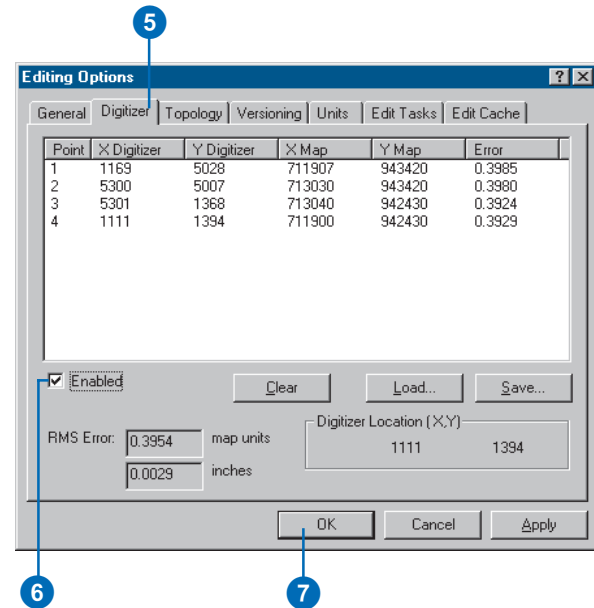 5
Editing Options
General Digitizer Topology Versioning Units Edit Tasks Edit Cache
Point X Digitizer Y Digitizer X Map Y Map Error
1 1169 5028 711907 943420 0.3985
2 5300 5007 713030 943420 0.3980
3 5301 1368 713040 942430 0.3924
4 1111 1394 711900 942430 0.3929
Enabled Clear Load... Save...
Digitizer Location (X,Y)
RMS Error: 0.3954 map units 1111 1394
0.0029 inches
OK Cancel Apply
6 7